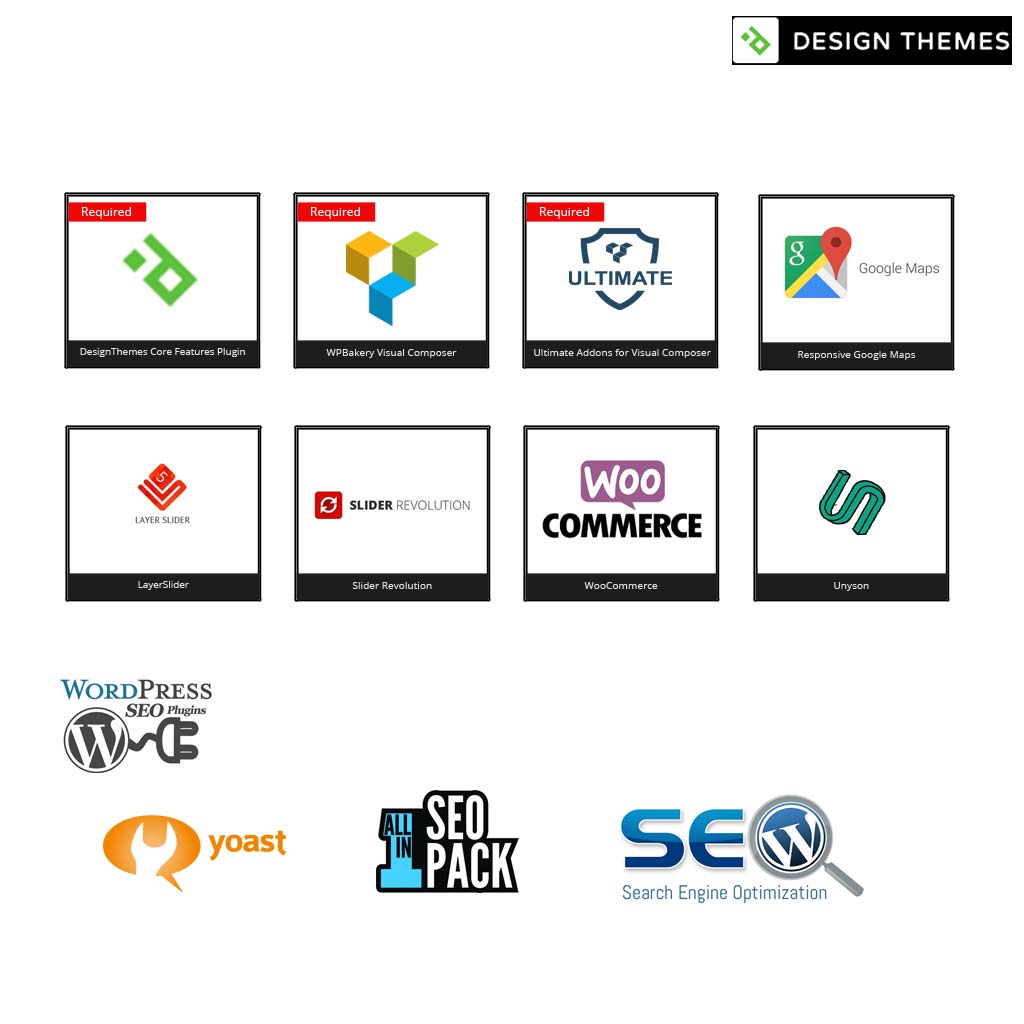 DESIGN THEMES
Required
DesignThemes Core Features Plugin
Required
WPBakery Visual Composer
Required
ULTIMATE
Ultimate Addons for Visual Composer
g
Google Maps
Responsive Google Maps
5
LAYER SLIDER
LayerSlider
SLIDER REVOLUTION
Slider Revolution
WOO
COMMERCE
WooCommerce
Unyson
WORDPRESS
SEO Plugins
W
yoast
ALL
IN
1
SEO
PACK
SEO
W
Search Engine Optimization